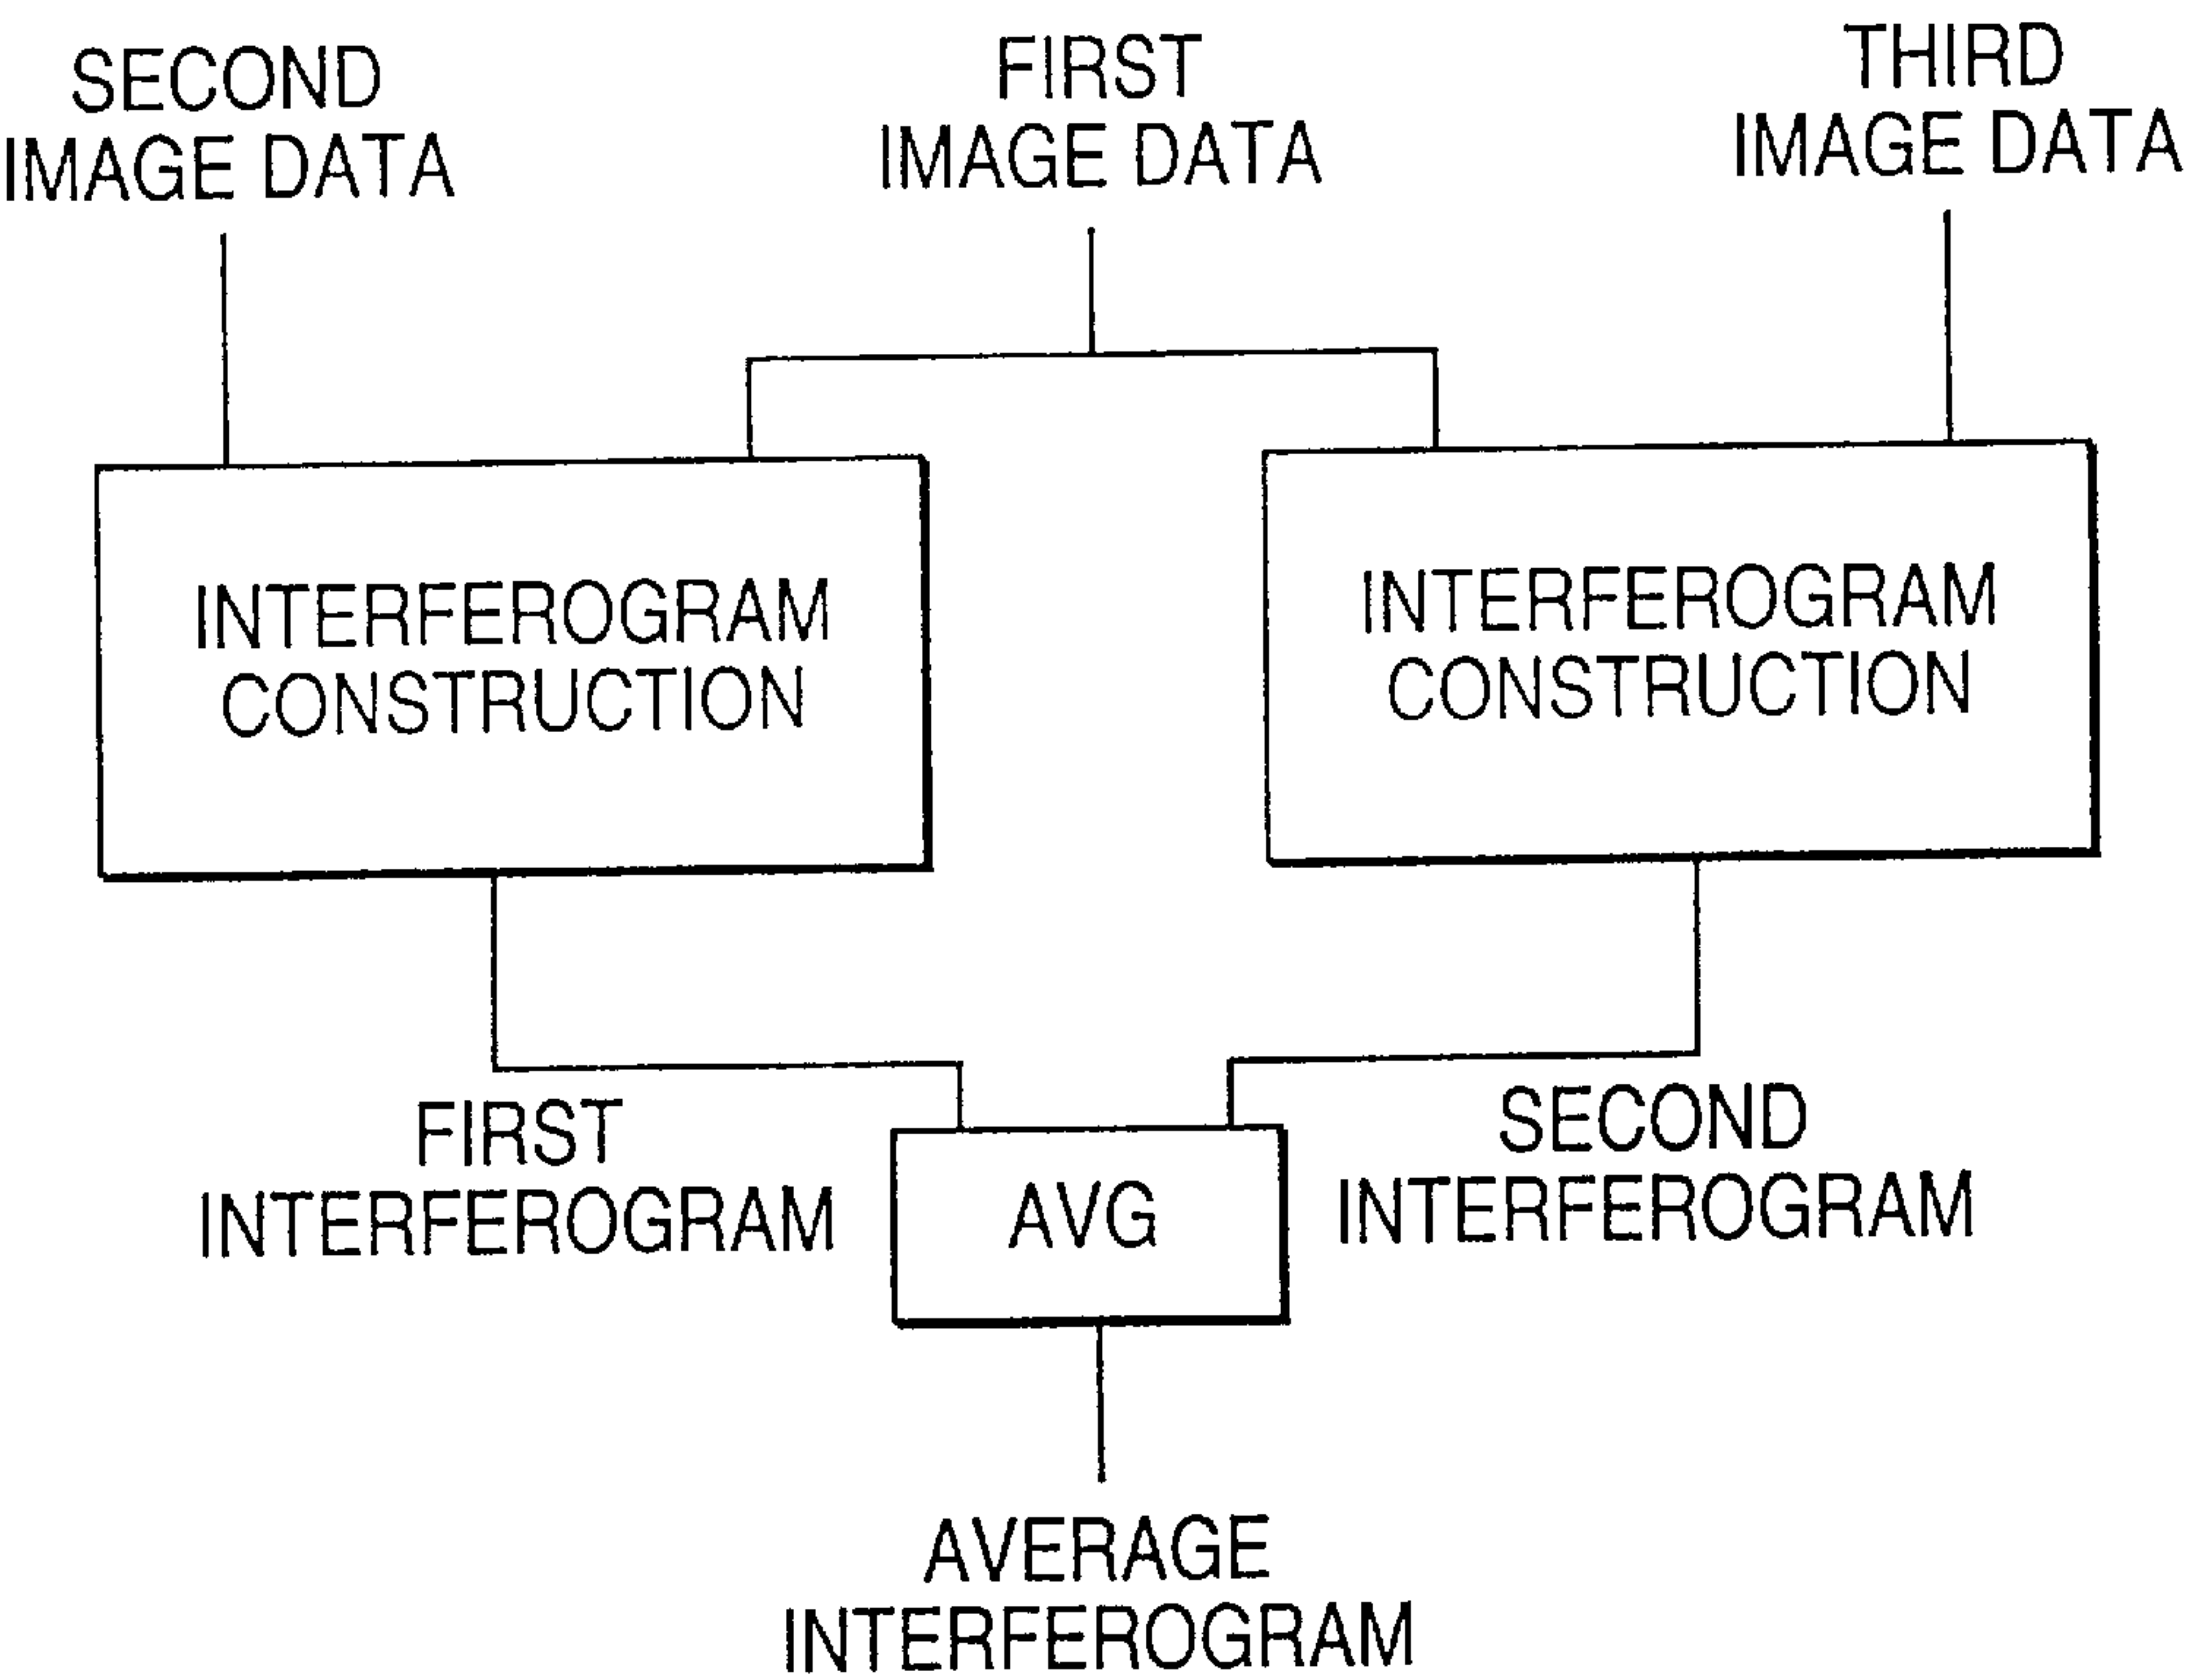 SECOND
IMAGE DATA
FIRST
IMAGE DATA
THIRD
IMAGE DATA
INTERFEROGRAM
CONSTRUCTION
INTERFEROGRAM
CONSTRUCTION
FIRST
INTERFEROGRAM
AVG
SECOND
INTERFEROGRAM
AVERAGE
INTERFEROGRAM